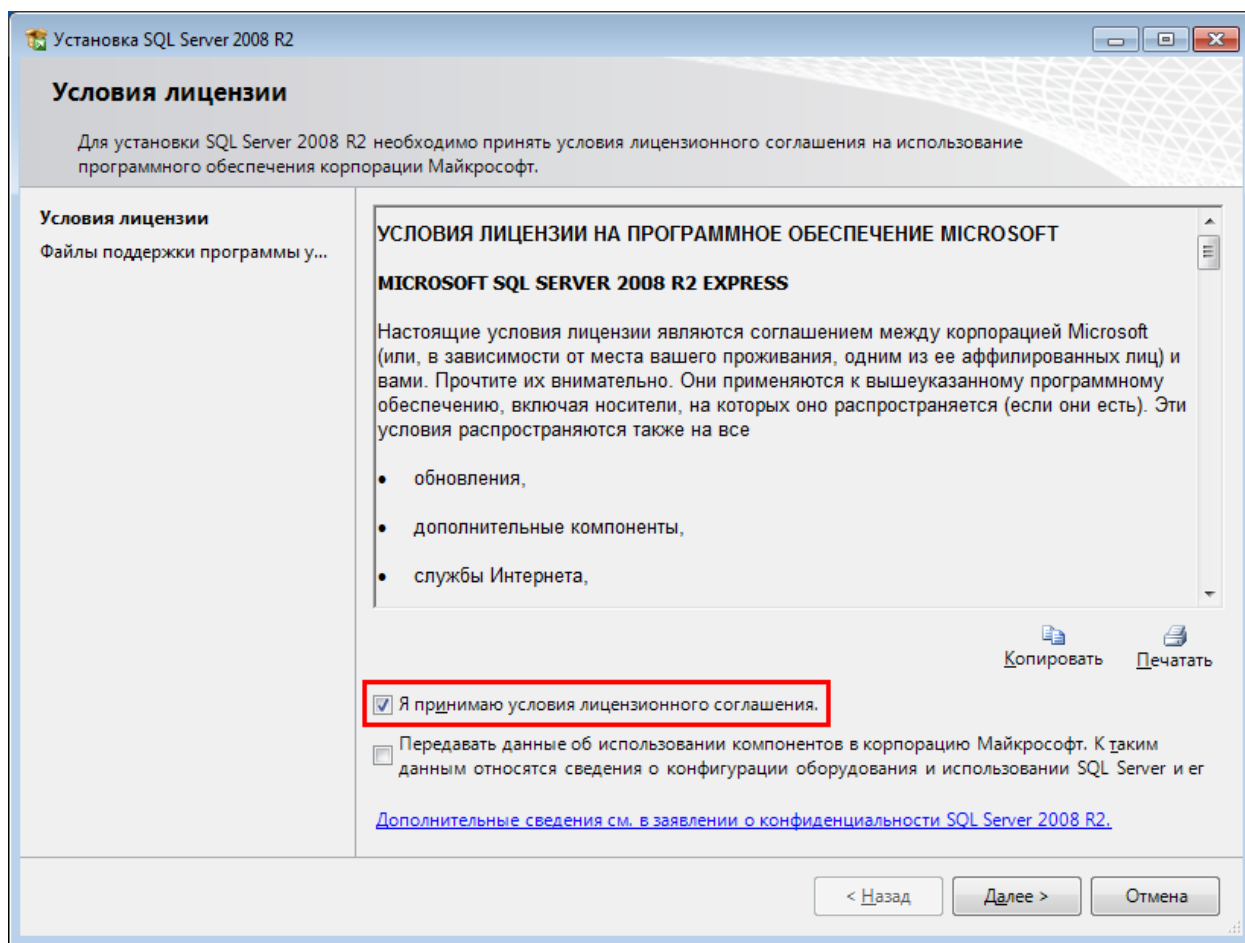 Установка SQL Server 2008 R2
Условия лицензии
Для установки SQL Server 2008 R2 необходимо принять условия лицензионного соглашения на использование
программного обеспечения корпорации Майкрософт.
Условия лицензии
Файлы поддержки программы у...
УСЛОВИЯ ЛИЦЕНЗИИ НА ПРОГРАММНОЕ ОБЕСПЕЧЕНИЕ MICROSOFT
MICROSOFT SQL SERVER 2008 R2 EXPRESS
Настоящие условия лицензии являются соглашением между корпорацией Microsoft
(или, в зависимости от места вашего проживания, одним из ее аффилированных лиц) и
вами. Прочтите их внимательно. Они применяются к вышеуказанному программному
обеспечению, включая носители, на которых оно распространяется (если они есть). Эти
условия распространяются также на все
• обновления,
• дополнительные компоненты,
• службы Интернета,
Копировать Печатать
Я принимаю условия лицензионного соглашения.
Передавать данные об использовании компонентов в корпорацию Майкрософт. К таким
данным относятся сведения о конфигурации оборудования и использовании SQL Server и ег
Дополнительные сведения см. в заявлении о конфиденциальности SQL Server 2008 R2.
< Назад Далее > Отмена